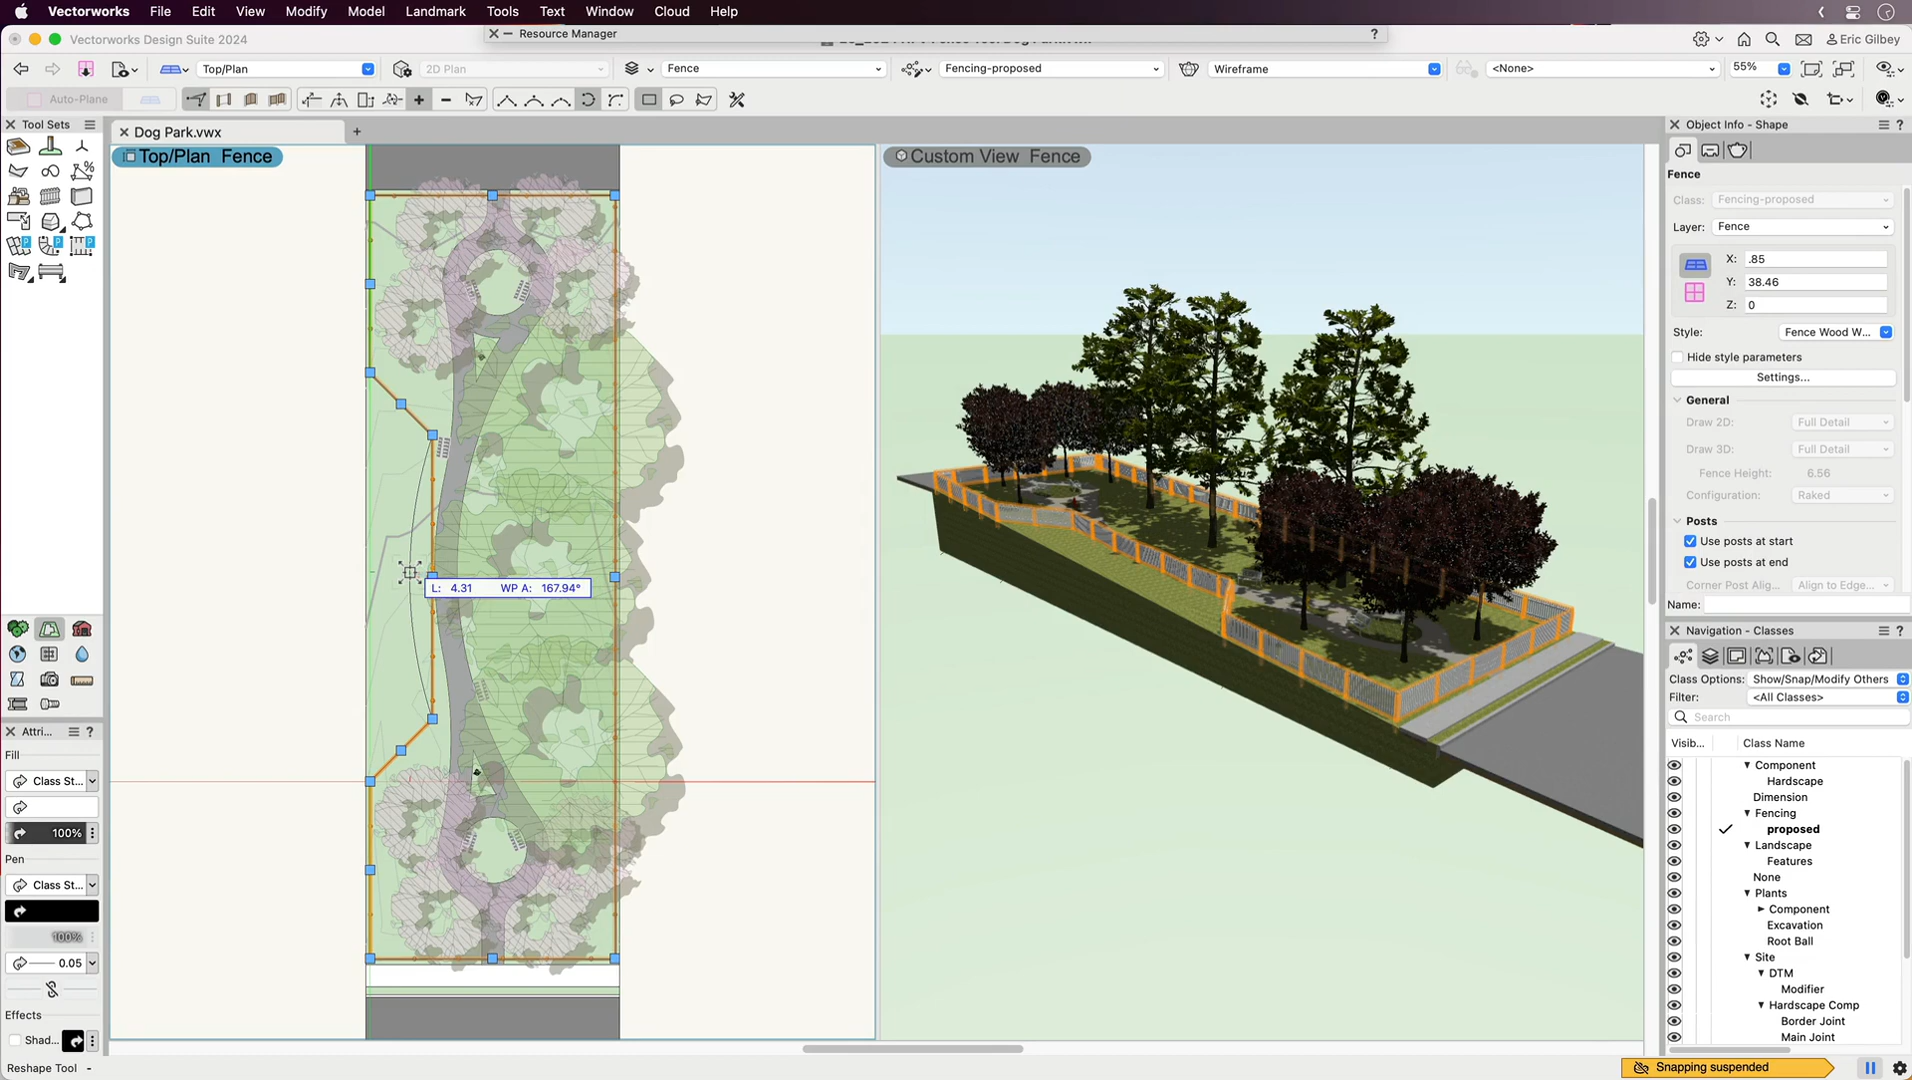 Vectorworks File Edit View Modify Model Landmark Tools Text Window Cloud Help
Vectorworks Design Suite 2024
Resource Manager
?
Eric Gilbey
Top/Plan
2D Plan
Fence
Fencing-proposed
Wireframe
<None>
55%
Auto-Plane
Tool Sets
Dog Park.vwx
Top/Plan Fence
Custom View Fence
L: 4.31 WP A: 167.94°
Attri... ?
Fill
Class St...
100%
Pen
Class St...
100%
0.05
Effects
Shad...
Reshape Tool -
Object Info - Shape ?
Fence
Class: Fencing-proposed
Layer: Fence
X: .85
Y: 38.46
Z: 0
Style: Fence Wood W...
Hide style parameters
Settings...
General
Draw 2D: Full Detail
Draw 3D: Full Detail
Fence Height: 6.56
Configuration: Raked
Posts
Use posts at start
Use posts at end
Corner Post Alig... Align to Edge...
Name:
Navigation - Classes ?
Class Options: Show/Snap/Modify Others
Filter: <All Classes>
Search
Visib... Class Name
Component
Hardscape
Dimension
Fencing
proposed
Landscape
Features
None
Plants
Component
Excavation
Root Ball
Site
DTM
Modifier
Hardscape Comp
Border Joint
Main Joint
Snapping suspended